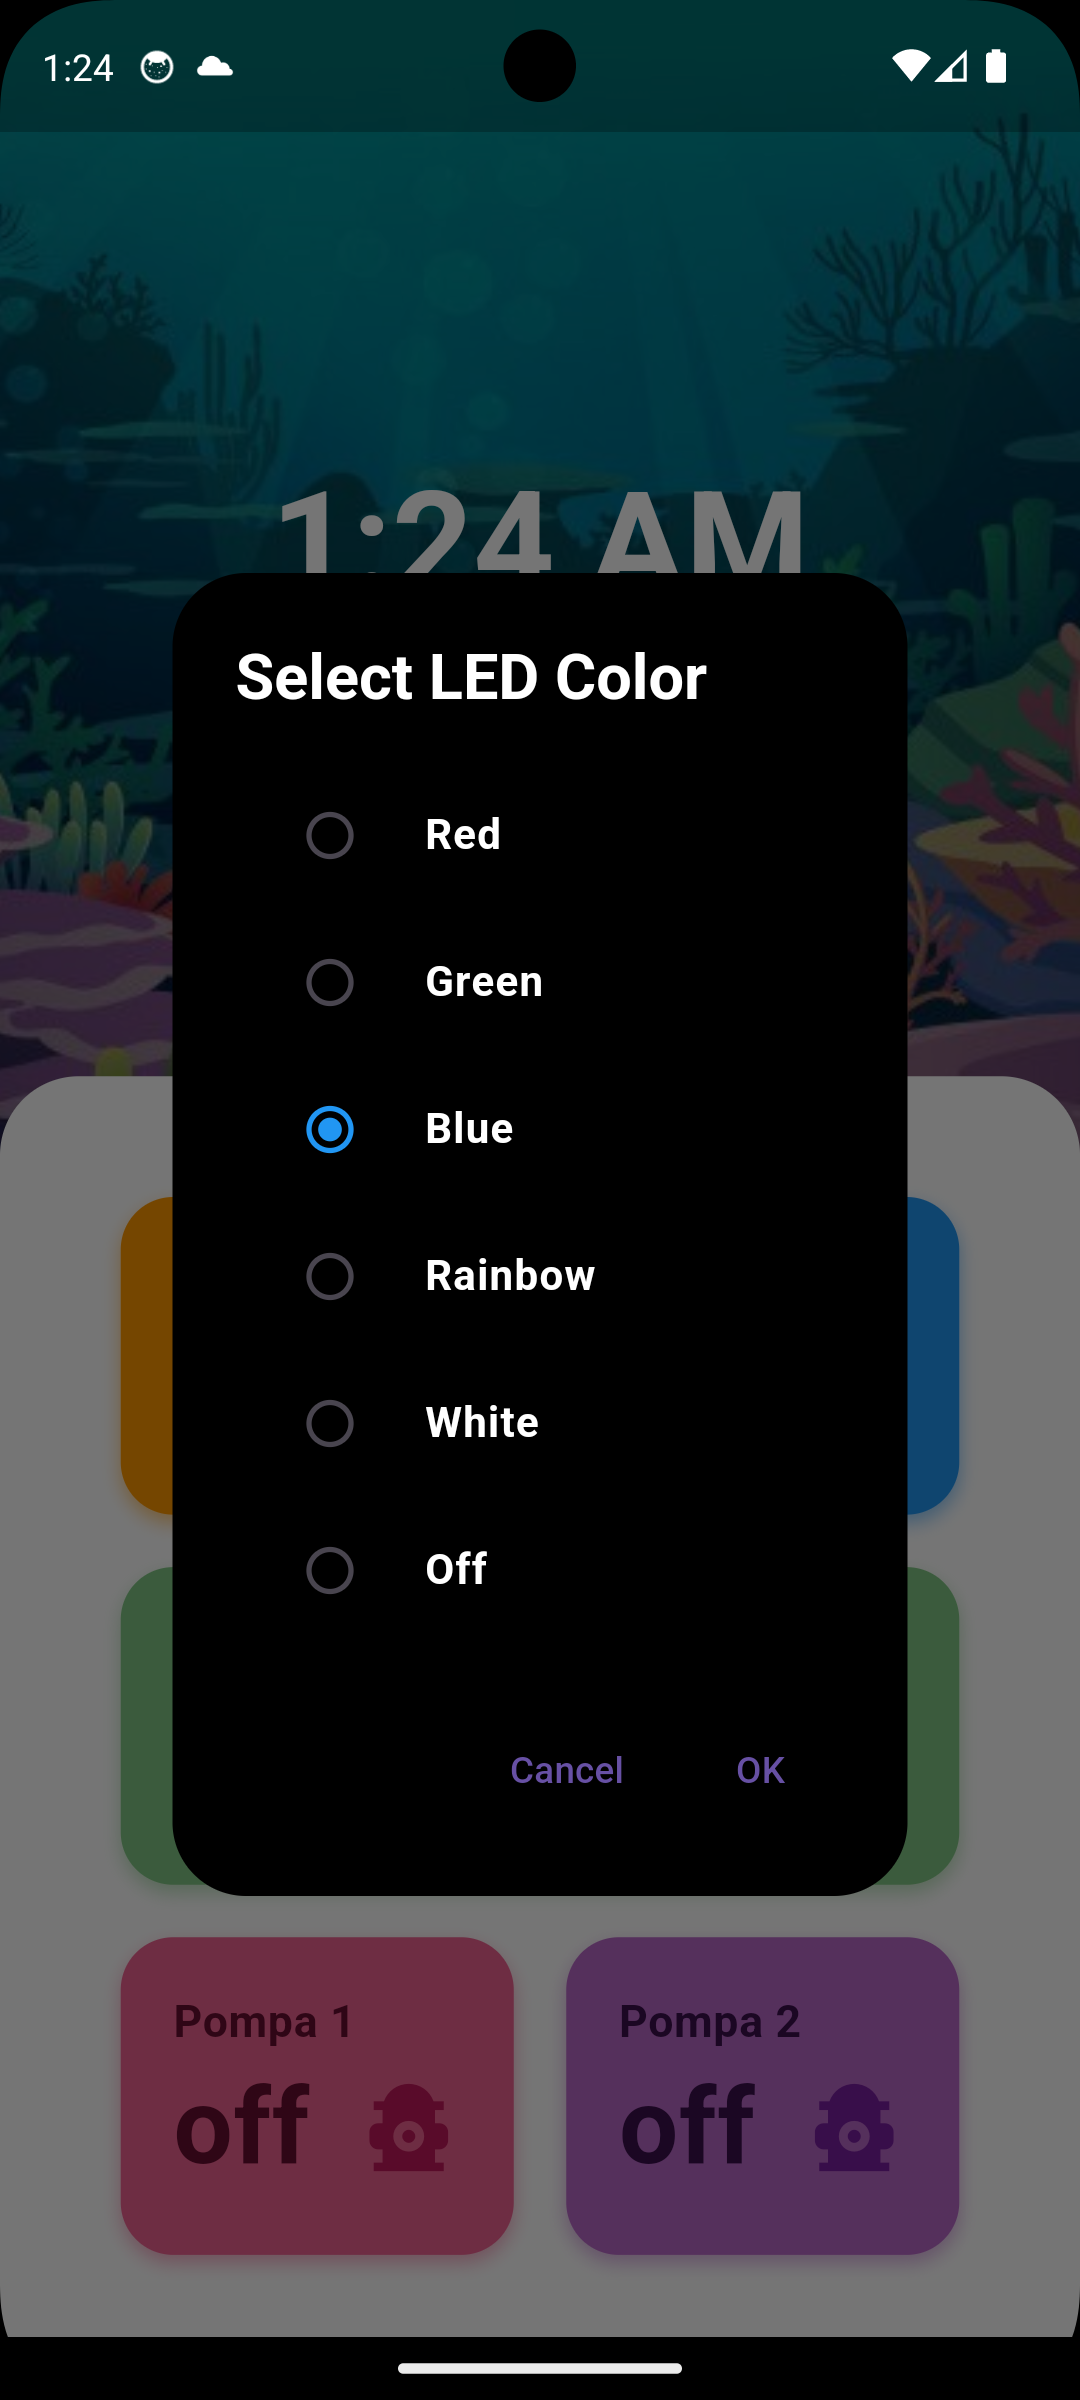 1:24
1:24 AM
Select LED Color
Red
Green
Blue
Rainbow
White
Off
Cancel OK
Pompa 1 Pompa 2
off off